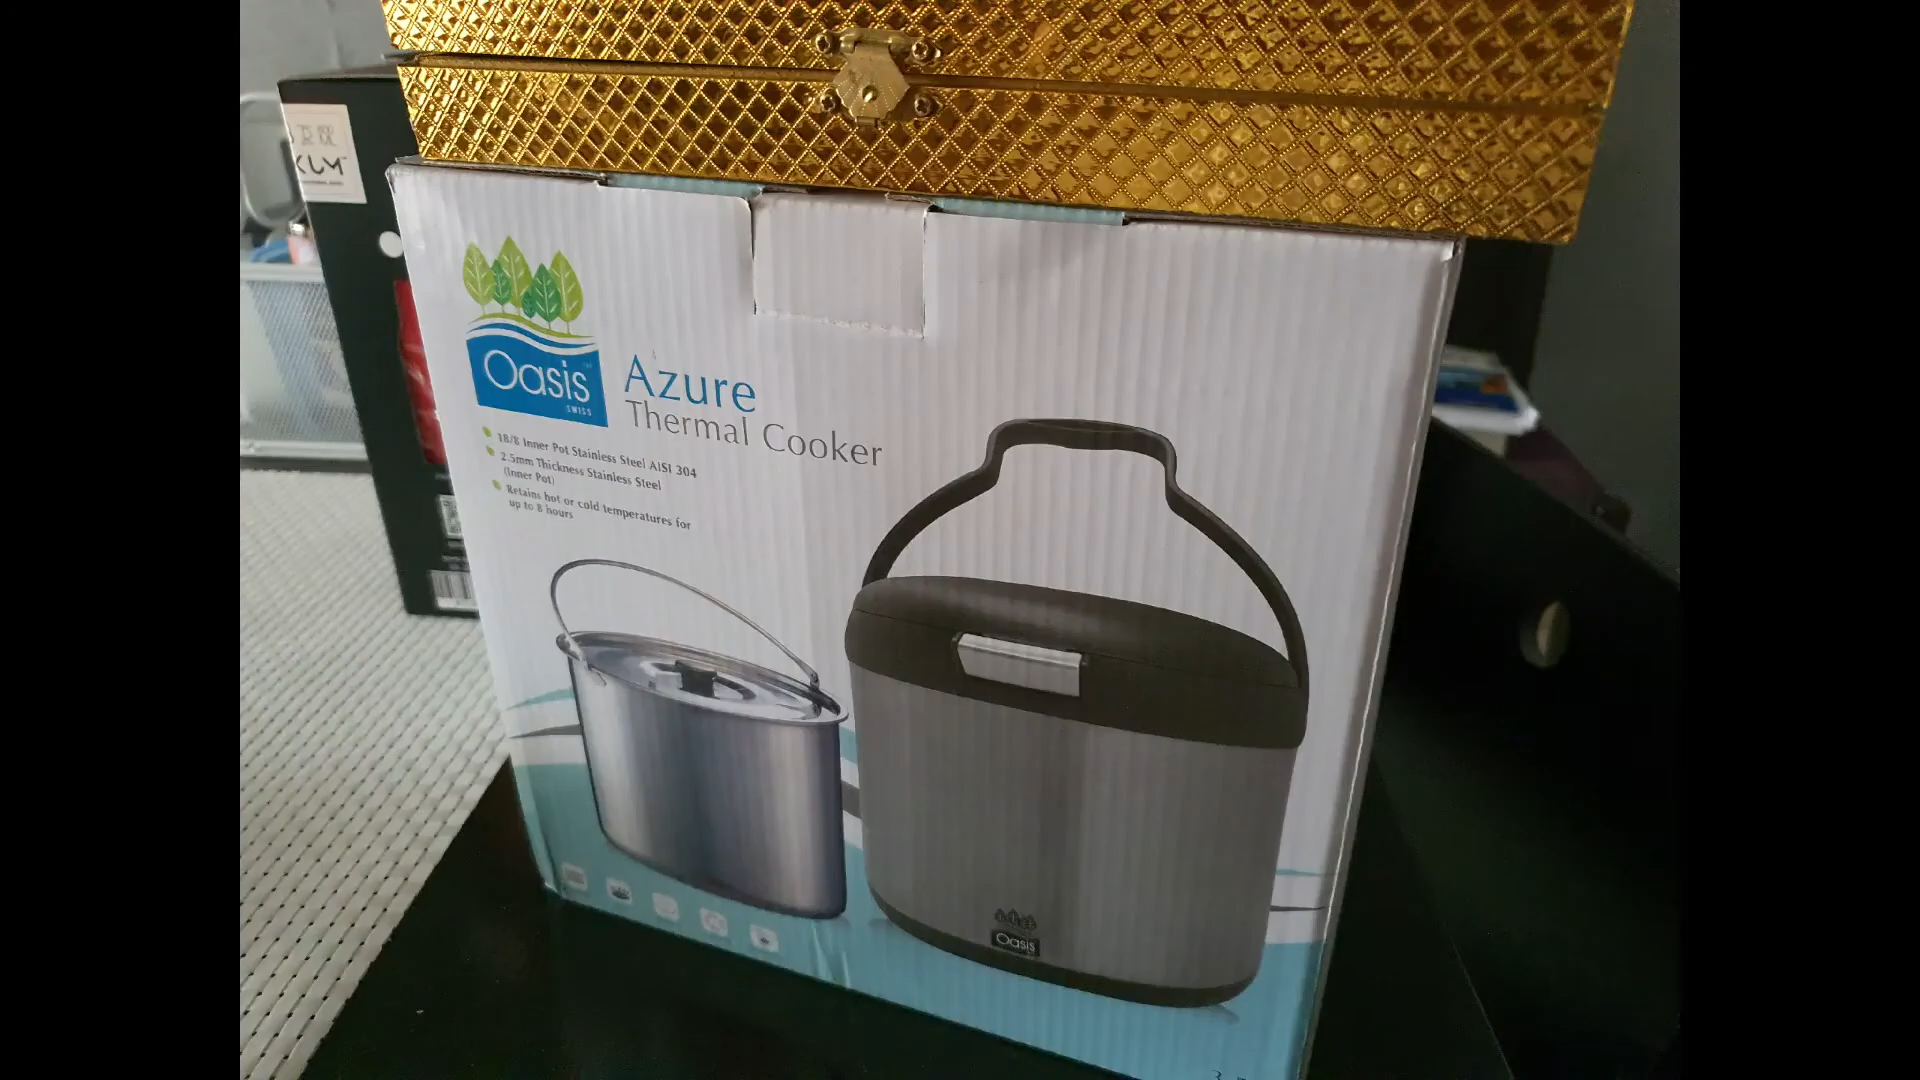 Oasis
SWISS
Azure
Thermal Cooker
18/8 Inner Pot Stainless Steel AISI 304
2.5mm Thickness Stainless Steel
(Inner Pot)
Retains hot or cold temperatures for
up to 8 hours
Oasis